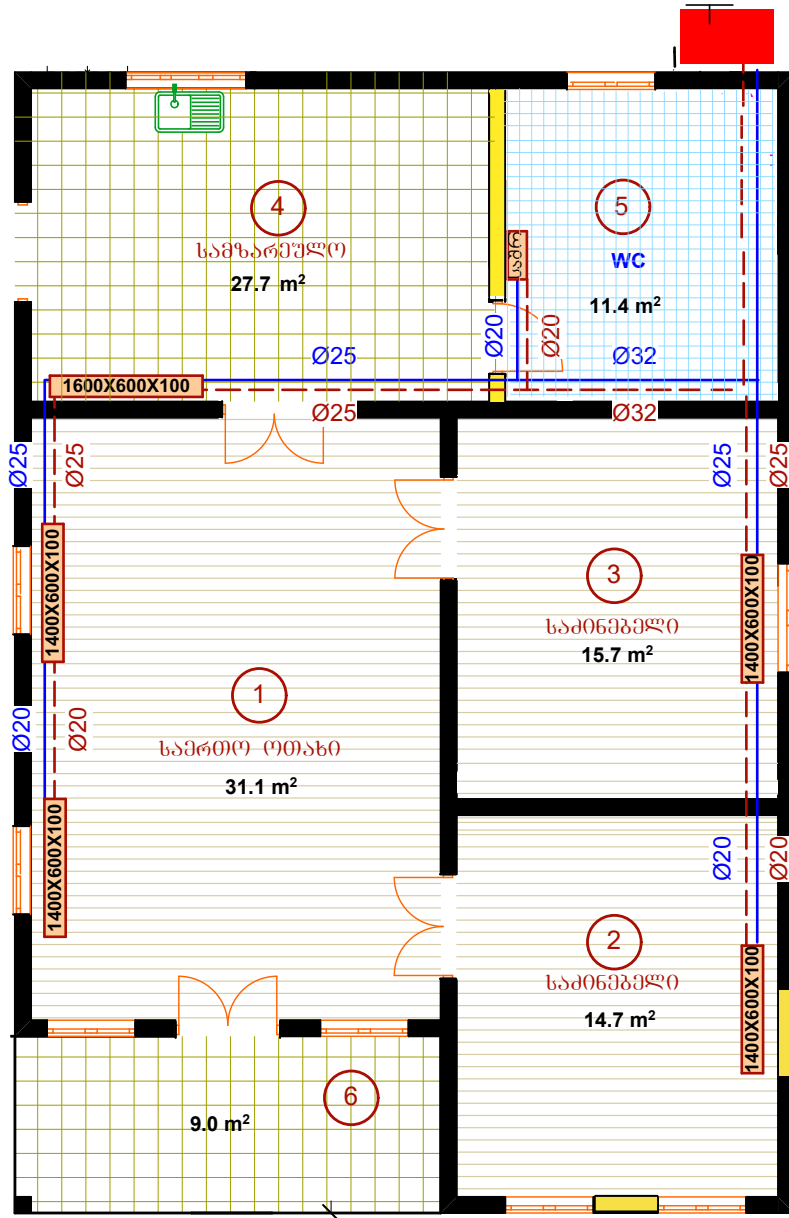 4
სამზარეულო
27.7 m²
5
WC
11.4 m²
საშრ
Ø20
Ø20
Ø25
Ø32
1600X600X100
Ø25
Ø32
Ø25
Ø25
Ø25
Ø25
1400X600X100
3
საძინებელი
15.7 m²
1400X600X100
1
საერთო ოთახი
31.1 m²
Ø20
Ø20
1400X600X100
Ø20
Ø20
2
საძინებელი
14.7 m²
1400X600X100
6
9.0 m²